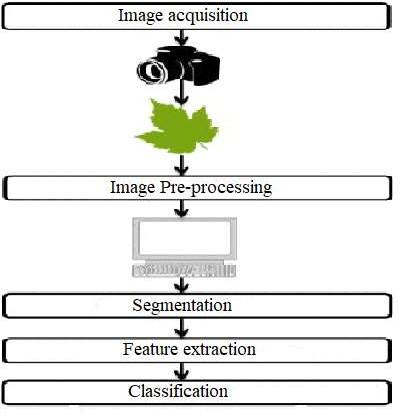 Image acquisition
Image Pre-processing
Segmentation
Feature extraction
Classification